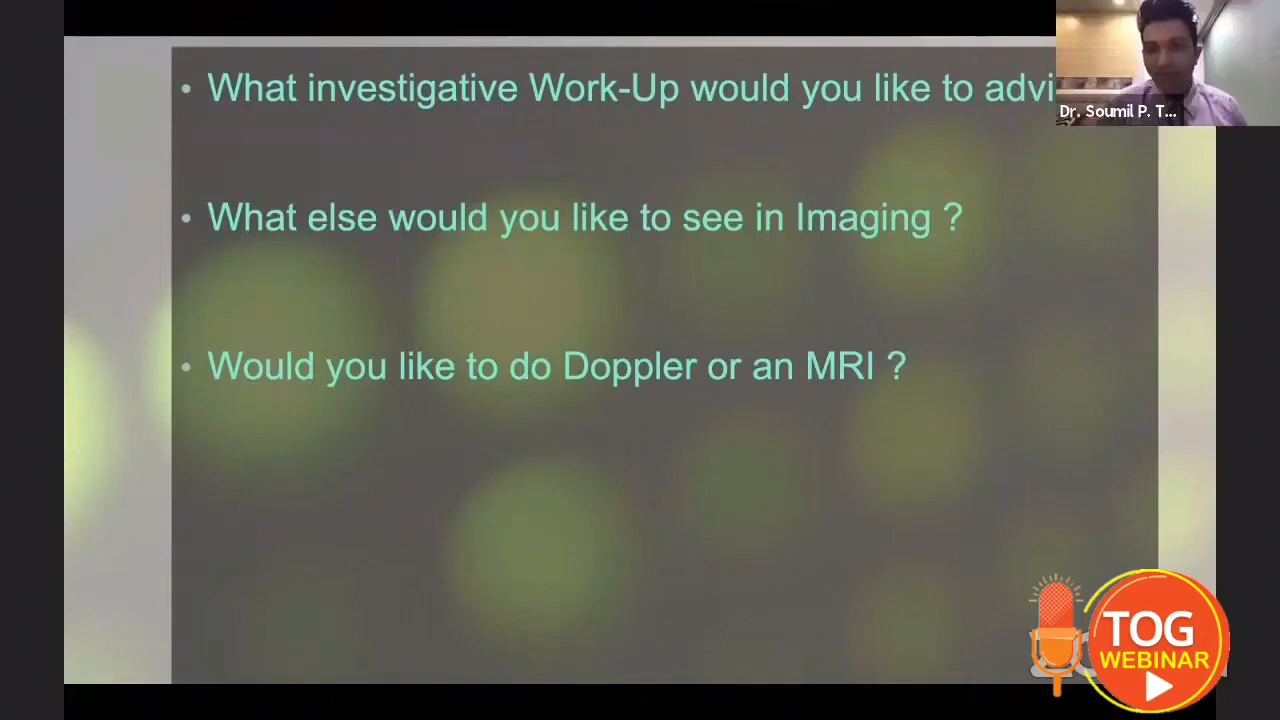 • What investigative Work-Up would you like to advi
Dr. Soumil P. T...
• What else would you like to see in Imaging ?
• Would you like to do Doppler or an MRI ?
TOG
WEBINAR